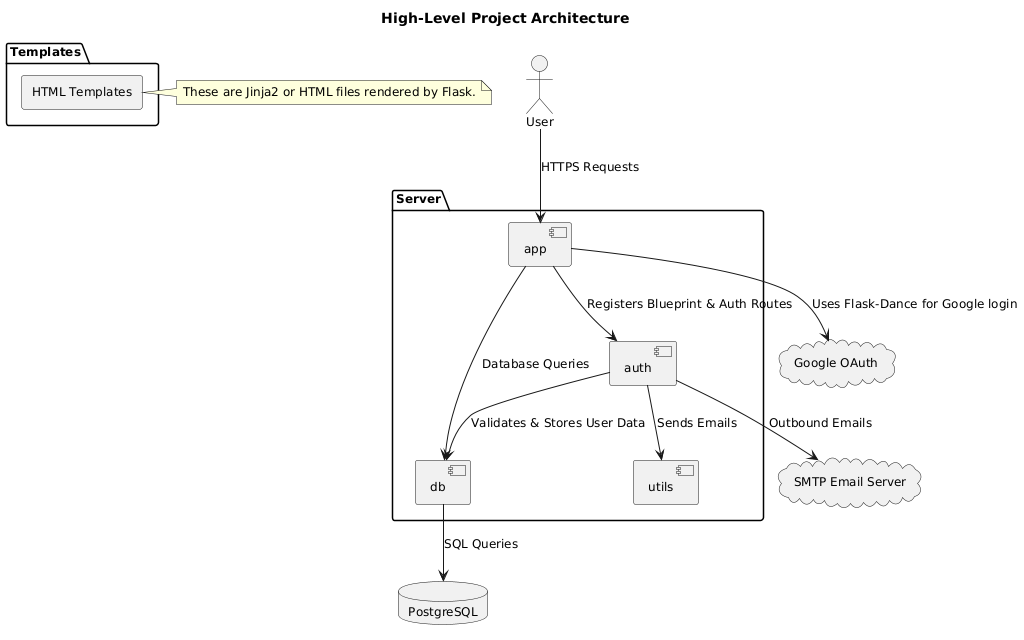 High-Level Project Architecture
Templates
HTML Templates
These are Jinja2 or HTML files rendered by Flask.
User
HTTPS Requests
Server
app
Registers Blueprint & Auth Routes
Uses Flask-Dance for Google login
Database Queries
auth
Google OAuth
Validates & Stores User Data
Sends Emails
Outbound Emails
db
utils
SMTP Email Server
SQL Queries
PostgreSQL